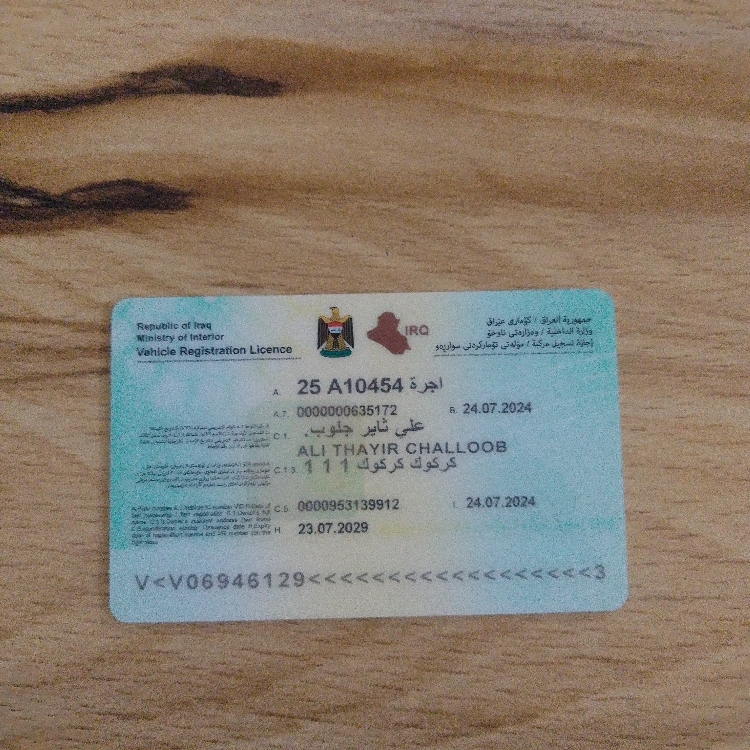 Republic of Iraq
Ministry of Interior
Vehicle Registration Licence
IRQ
جمهورية العراق / كۆماری عێراق
وزارة الداخلية / وەزارەتی ناوخۆ
إجازة تسجيل مركبة / مۆڵەتی تۆمارکردنی
A. 25 A10454 اجرة
A.7. 0000000635172 B. 24.07.2024
C.1. علي ثاير جلوب.
ALI THAYIR CHALLOOB
C.1.3. كركوك كركوك 1 1 1
C.5. 0000953139912 I. 24.07.2024
H. 23.07.2029
V<V06946129<<<<<<<<<<<<<<<<<<<3